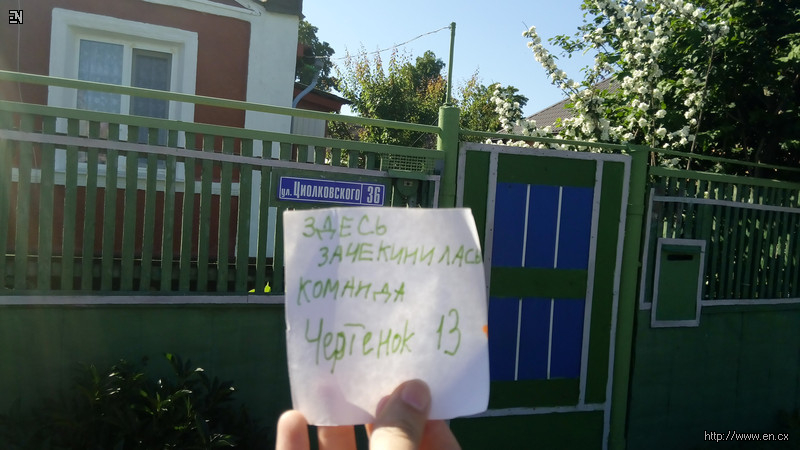 EN
ул. Циолковского 36
ЗДЕСЬ
ЗАЧЕКИНИЛАСЬ
КОМАНДА
Чертенок 13
http://www.en.cx